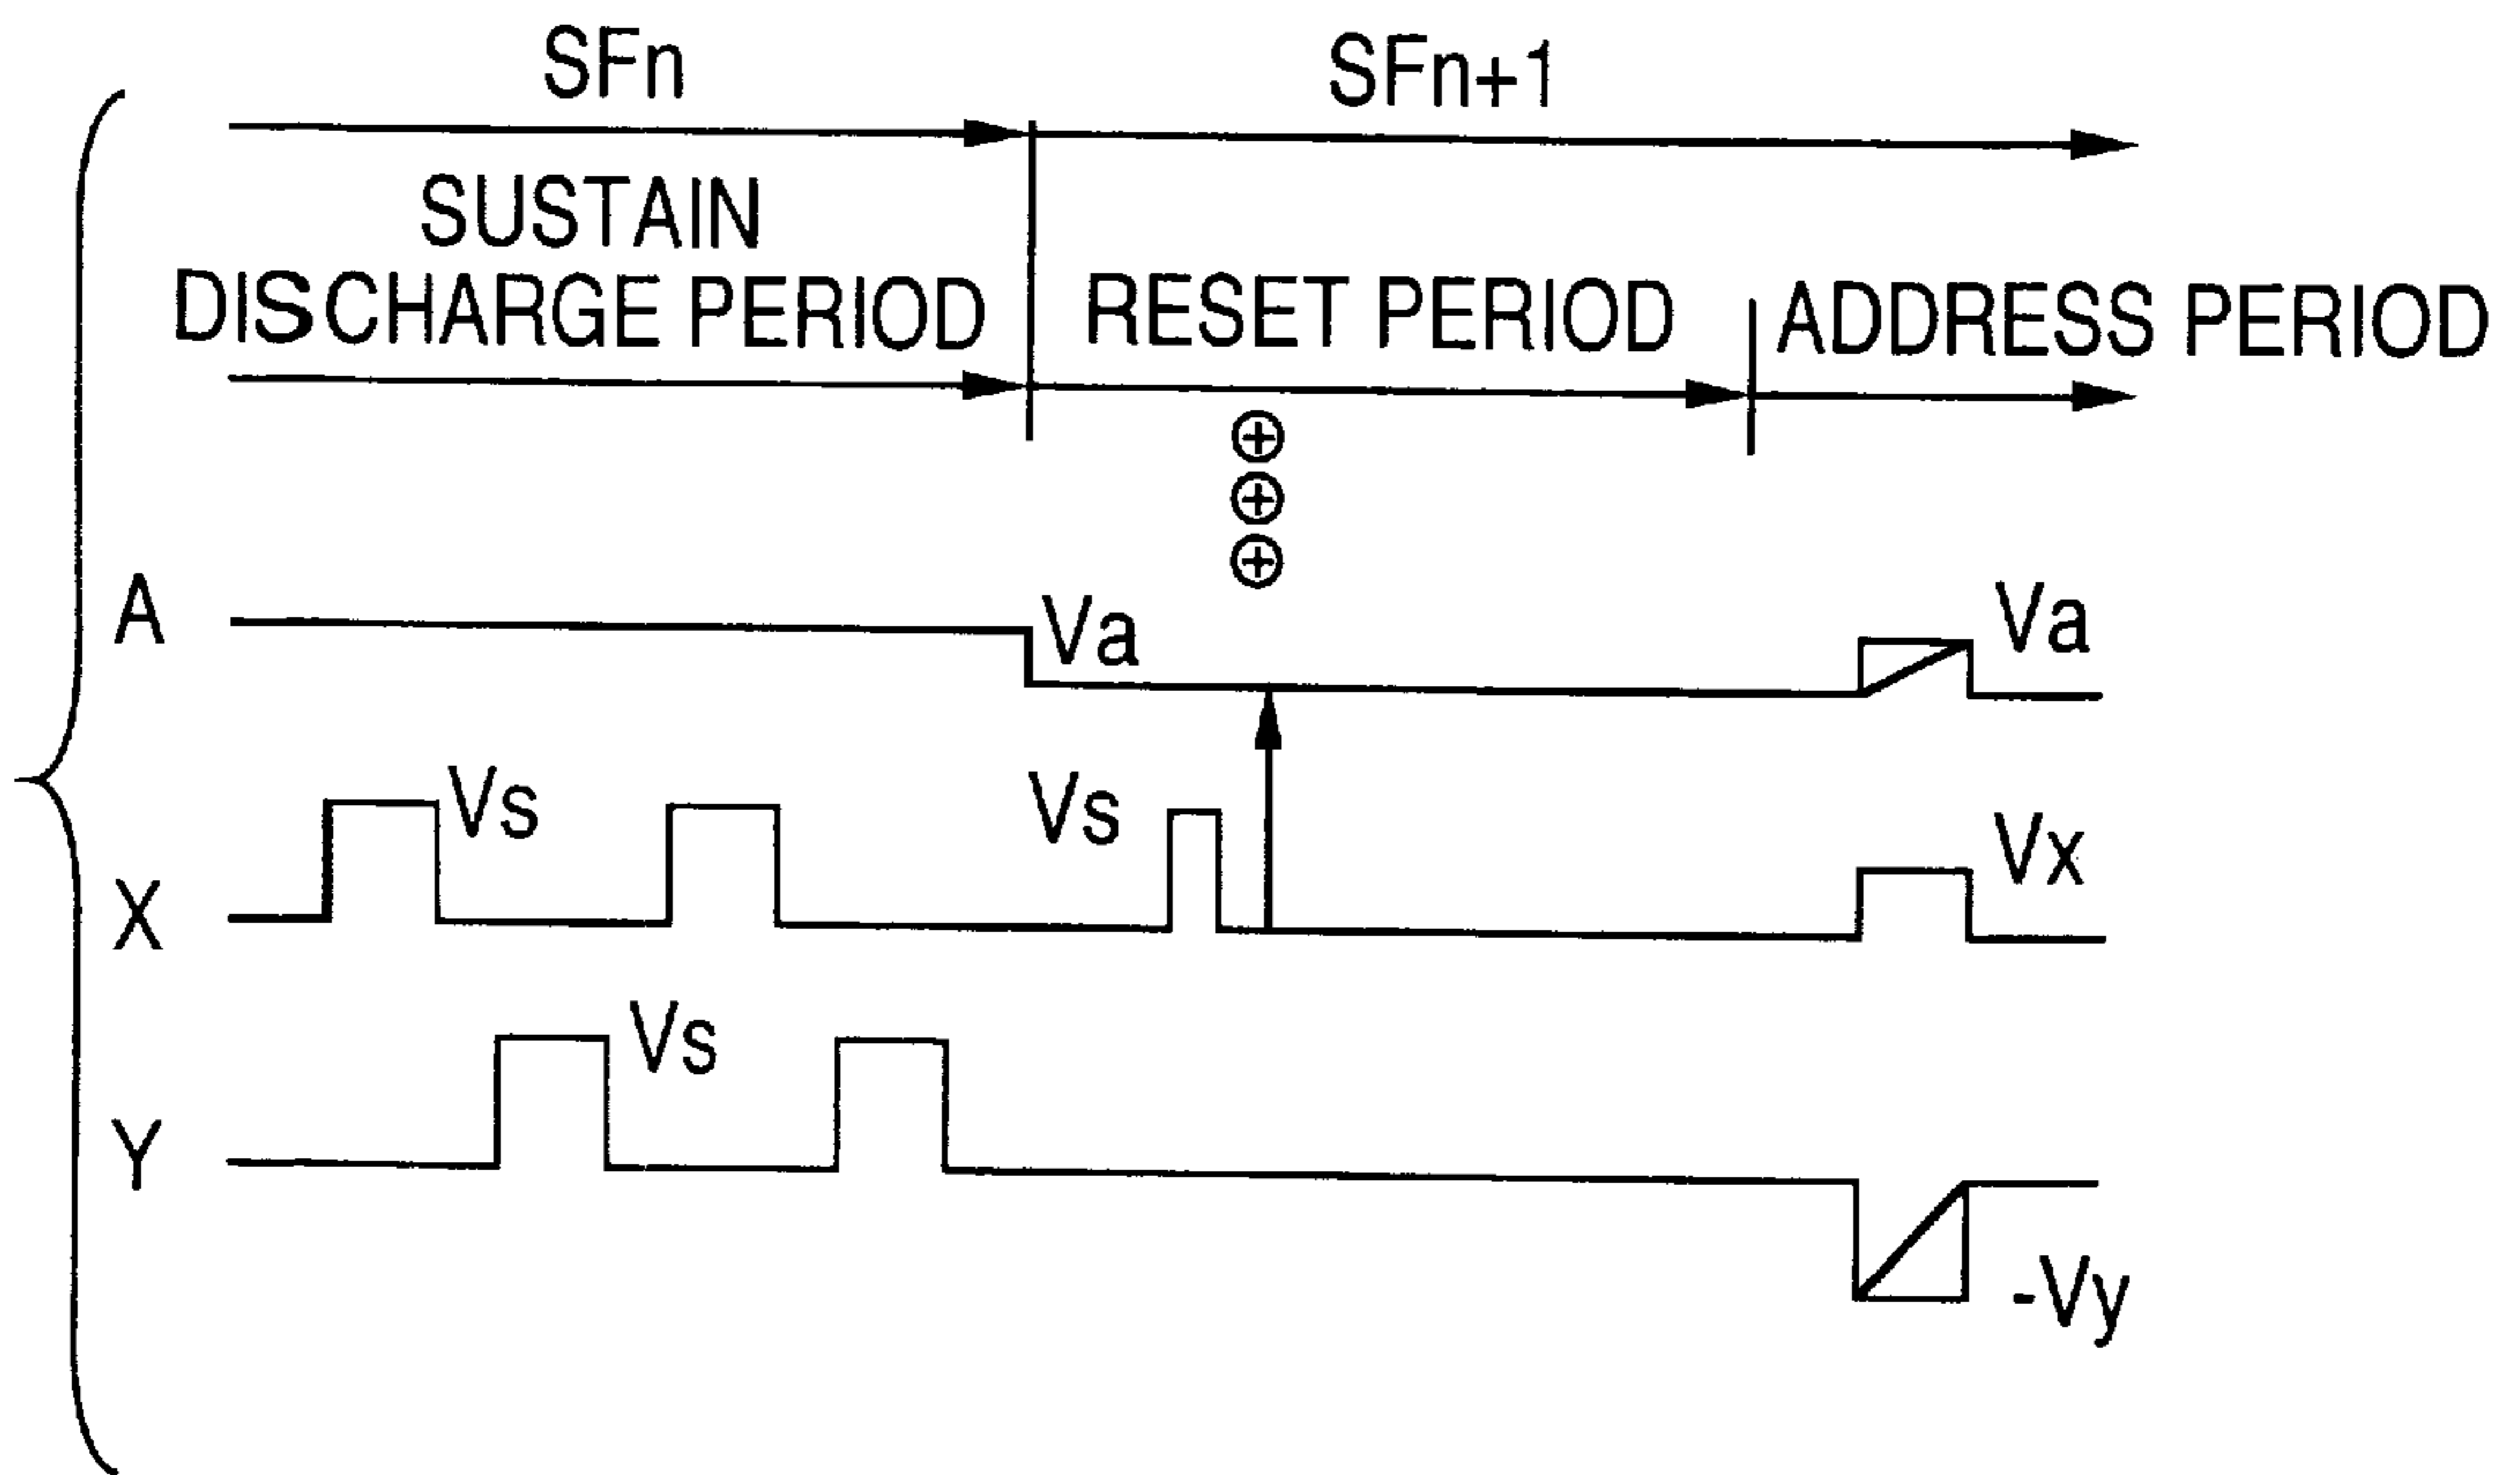 SFn
SFn+1
SUSTAIN
DISCHARGE PERIOD
RESET PERIOD
ADDRESS PERIOD
⊕
⊕
⊕
A
Va
Va
X
Vs
Vs
Vx
Y
Vs
-Vy